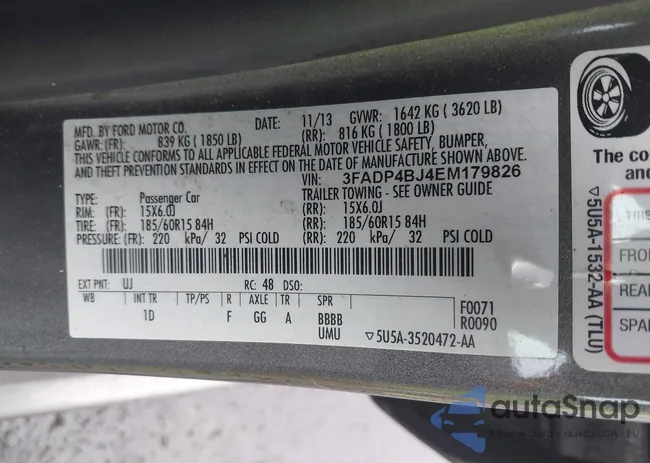 MFD. BY FORD MOTOR CO. DATE: 11/13 GVWR: 1642 KG ( 3620 LB)
GAWR: (FR): 839 KG ( 1850 LB) (RR): 816 KG ( 1800 LB)
THIS VEHICLE CONFORMS TO ALL APPLICABLE FEDERAL MOTOR VEHICLE SAFETY, BUMPER,
AND THEFT PREVENTION STANDARDS IN EFFECT ON THE DATE OF MANUFACTURE SHOWN ABOVE.
VIN: 3FADP4BJ4EM179826
TYPE: Passenger Car TRAILER TOWING - SEE OWNER GUIDE
RIM: (FR) 15X6.0J (RR): 15X6.0J
TIRE: (FR): 185/60R15 84H (RR): 185/60R15 84H
PRESSURE: (FR): 220 kPa/ 32 PSI COLD (RR): 220 kPa/ 32 PSI COLD
EXT PNT: UJ RC: 48 DSO:
WB INT TR TP/PS R AXLE TR SPR
1D F GG A BBBB
UMU
F0071
R0090
▽5U5A-3520472-AA
The co
and
TIRE
FRO
REA
SPA
▽5U5A-1532-AA (TLU)
autoSnap